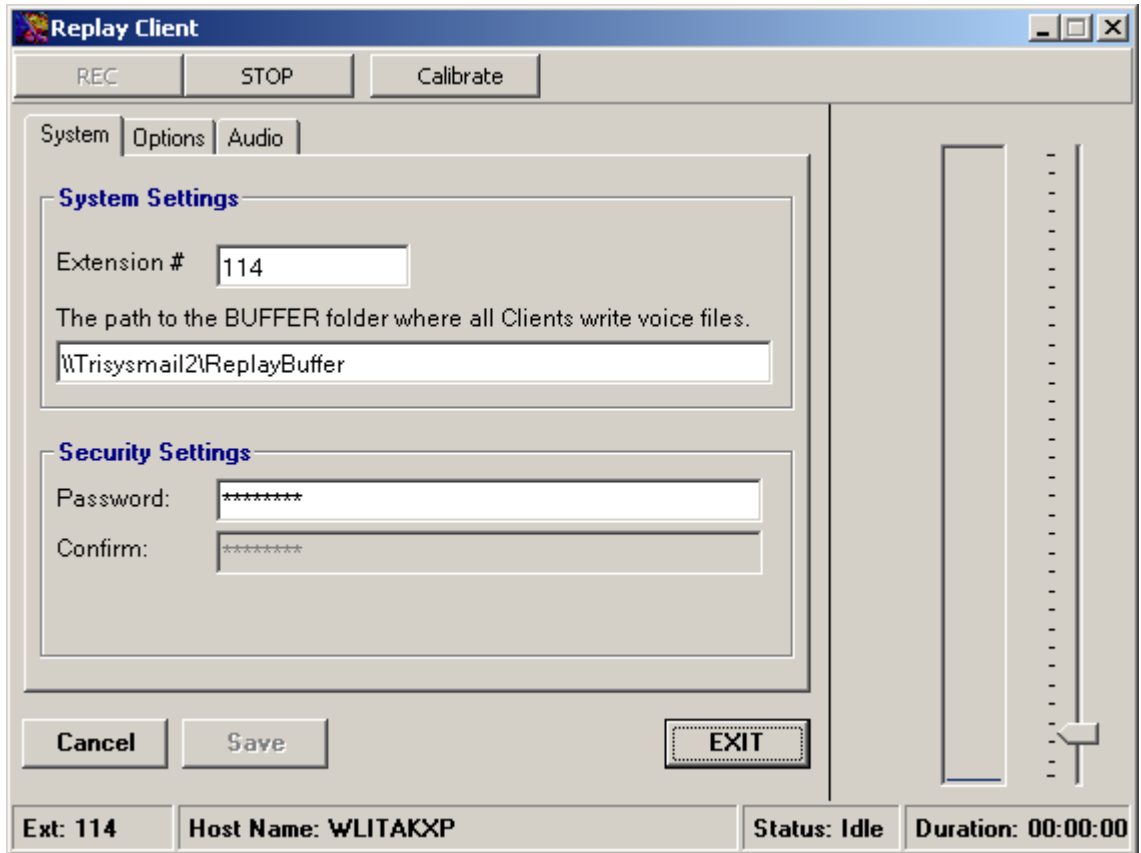 Replay Client
REC STOP Calibrate
System Options Audio
System Settings
Extension # 114
The path to the BUFFER folder where all Clients write voice files.
\\Trisysmail2\ReplayBuffer
Security Settings
Password: ********
Confirm: ********
Cancel Save EXIT
Ext: 114 Host Name: WLITAKXP Status: Idle Duration: 00:00:00